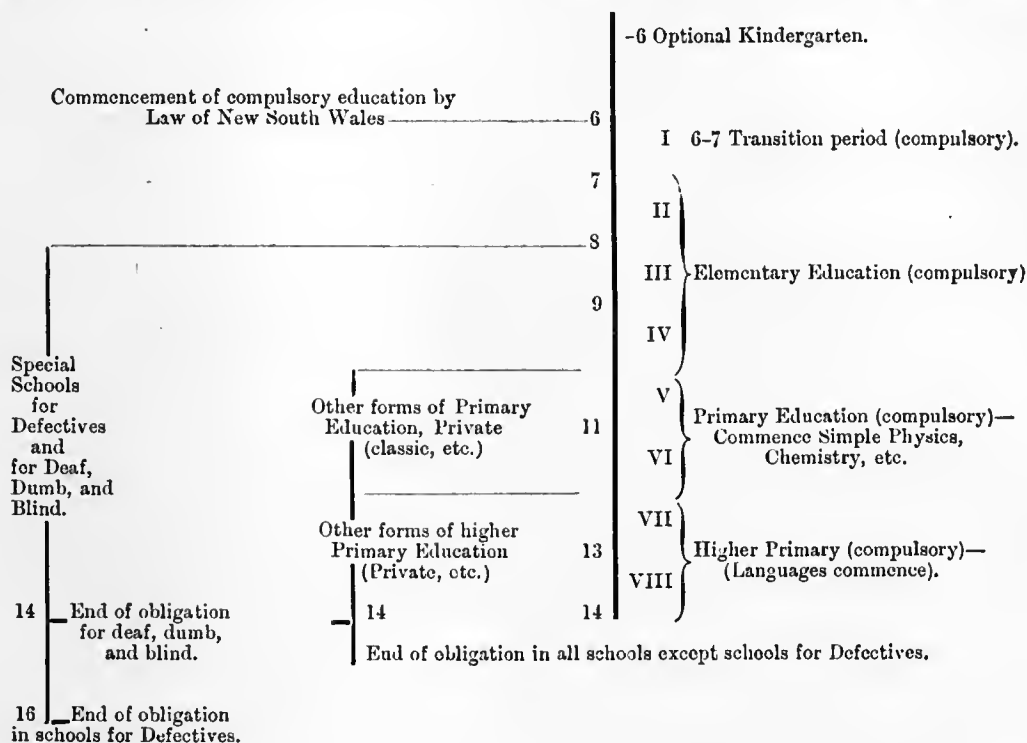 -6 Optional Kindergarten.
Commencement of compulsory education by
Law of New South Wales
6
I 6-7 Transition period (compulsory).
7
II
8
III
Elementary Education (compulsory)
9
IV
Special
Schools
for
Defectives
and
for Deaf,
Dumb, and
Blind.
Other forms of Primary
Education, Private
(classic, etc.)
11
V
VI
Primary Education (compulsory)—
Commence Simple Physics,
Chemistry, etc.
Other forms of higher
Primary Education
(Private, etc.)
13
VII
VIII
Higher Primary (compulsory)—
(Languages commence).
14
End of obligation
for deaf, dumb,
and blind.
14
14
End of obligation in all schools except schools for Defectives.
16
End of obligation
in schools for Defectives.